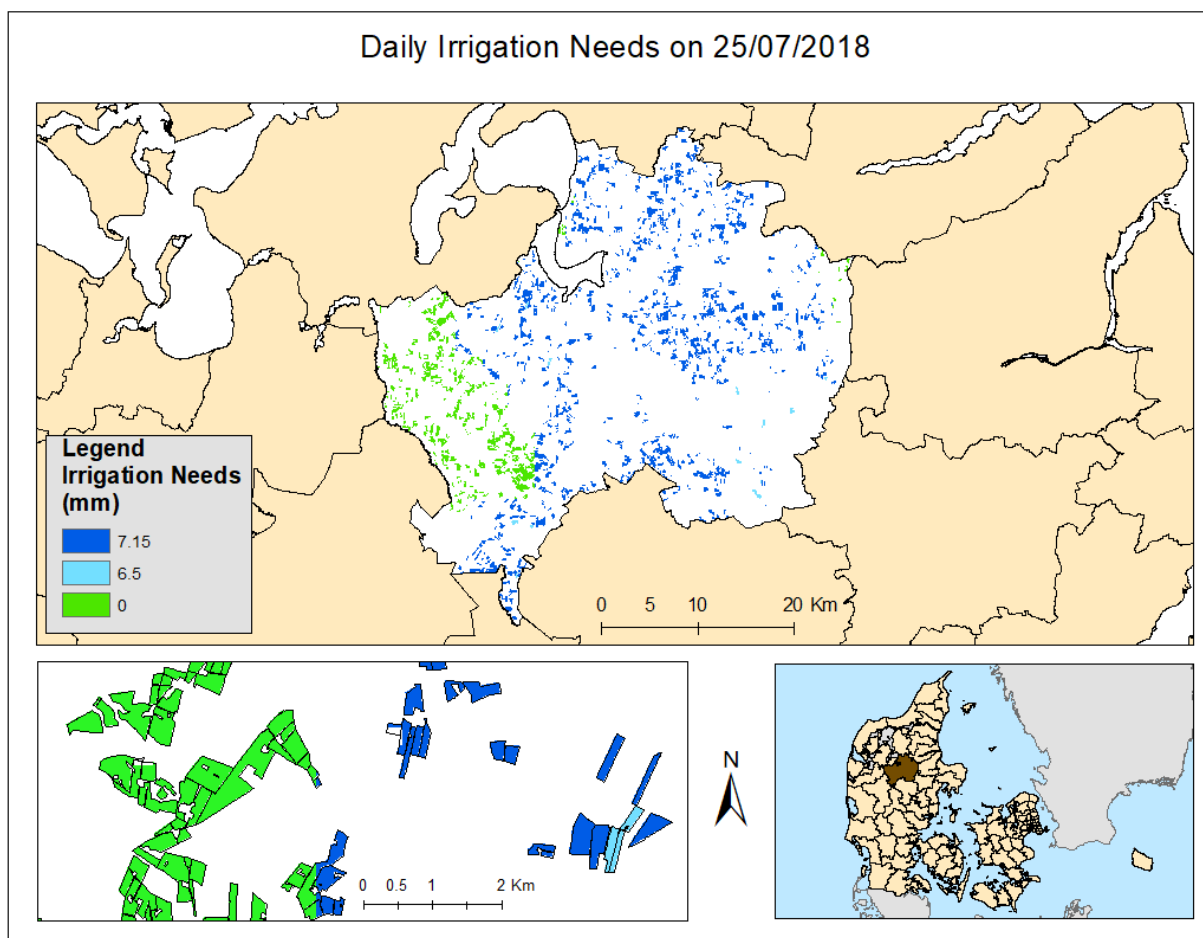 Daily Irrigation Needs on 25/07/2018
Legend
Irrigation Needs
(mm)
7.15
6.5
0
0 5 10 20 Km
0 0.5 1 2 Km
N